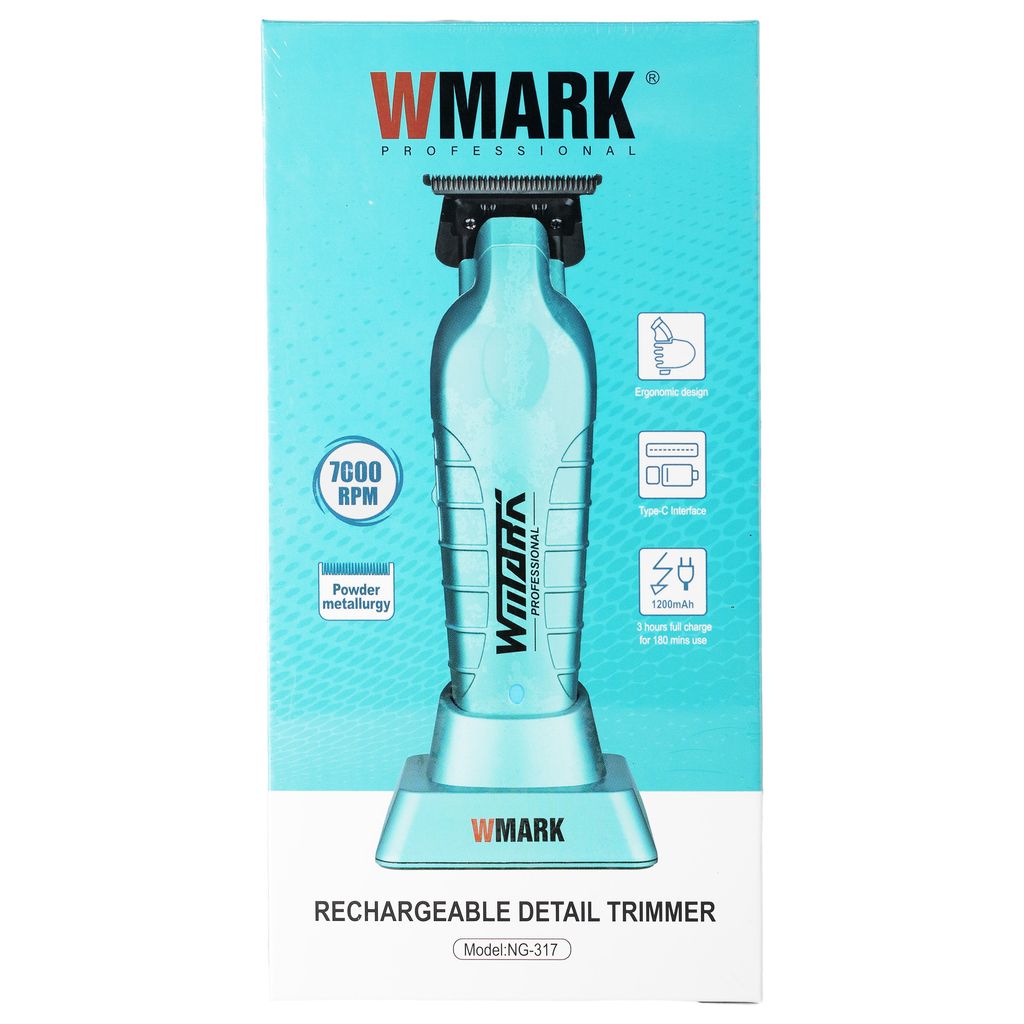 WMARK®
PROFESSIONAL
Ergonomic design
7000
RPM
WMARK
PROFESSIONAL
Type-C Interface
Powder
metallurgy
1200mAh
3 hours full charge
for 180 mins use
WMARK
RECHARGEABLE DETAIL TRIMMER
Model:NG-317